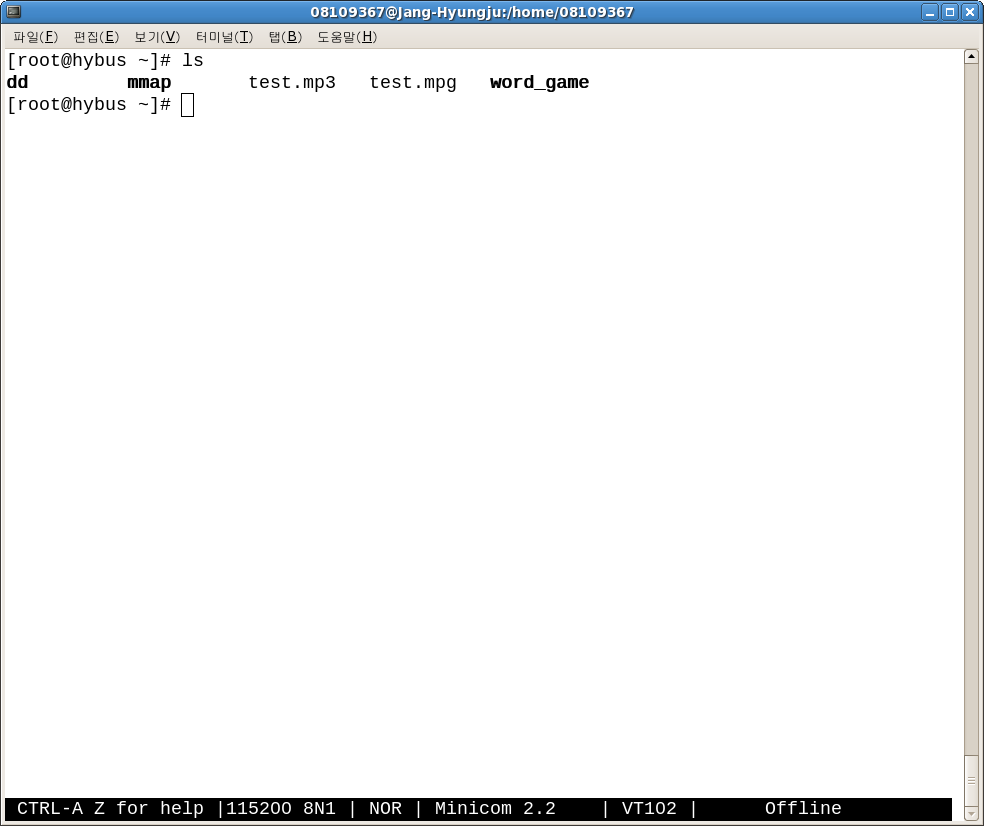 08109367@Jang-Hyungju:/home/08109367
파일(F) 편집(E) 보기(V) 터미널(T) 탭(B) 도움말(H)
[root@hybus ~]# ls
dd mmap test.mp3 test.mpg word_game
[root@hybus ~]#
CTRL-A Z for help |115200 8N1 | NOR | Minicom 2.2 | VT102 | Offline